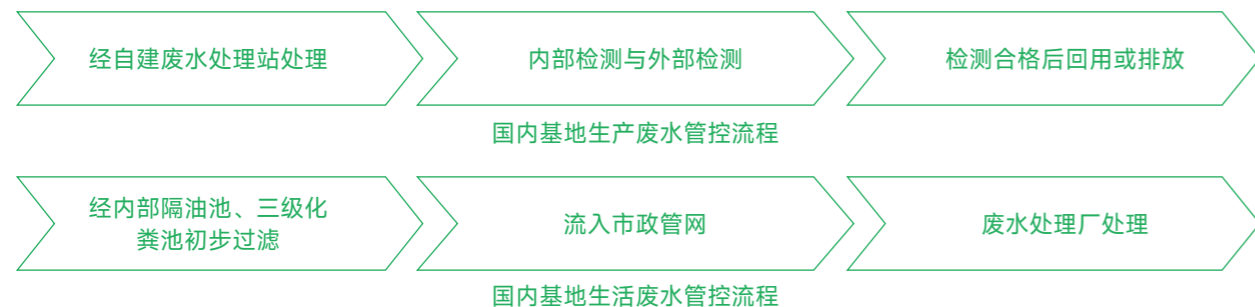 经自建废水处理站处理
内部检测与外部检测
检测合格后回用或排放
国内基地生产废水管控流程
经内部隔油池、三级化
粪池初步过滤
流入市政管网
废水处理厂处理
国内基地生活废水管控流程